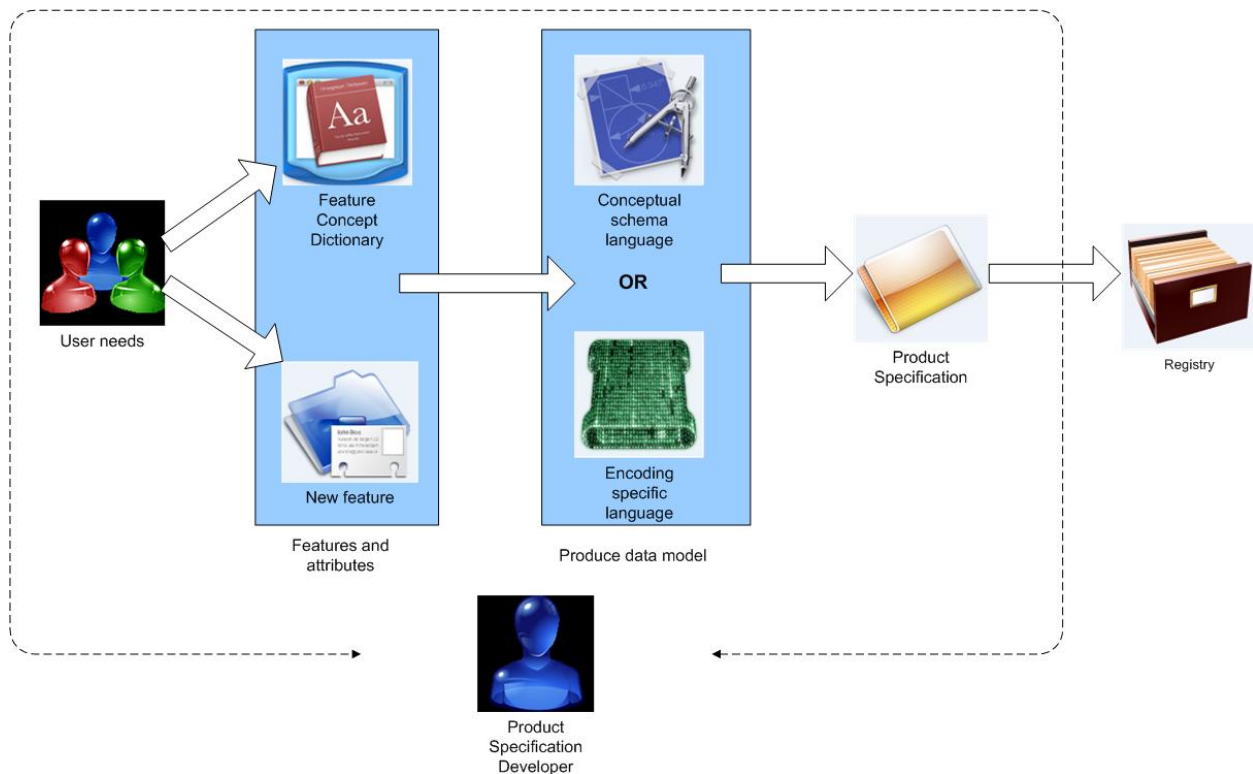 Aa
Feature
Concept
Dictionary
Conceptual
schema
language
OR
User needs
Product
Specification
Registry
New feature
Encoding
specific
language
Features and
attributes
Produce data model
Product
Specification
Developer